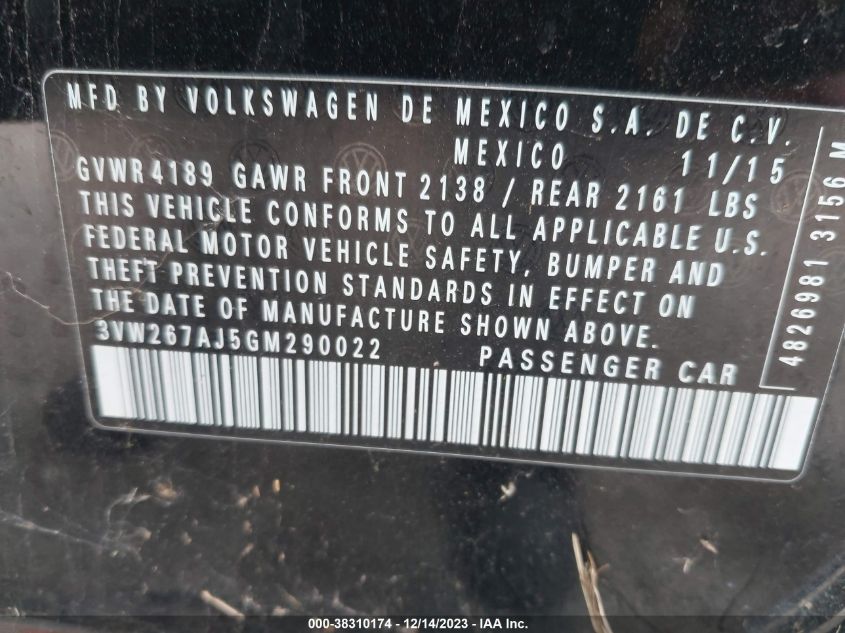 MFD BY VOLKSWAGEN DE MEXICO S.A. DE C.V.
MEXICO 11/15
GVWR 4189 GAWR FRONT 2138 / REAR 2161 LBS
THIS VEHICLE CONFORMS TO ALL APPLICABLE U.S.
FEDERAL MOTOR VEHICLE SAFETY, BUMPER AND
THEFT PREVENTION STANDARDS IN EFFECT ON
THE DATE OF MANUFACTURE SHOWN ABOVE.
3VW267AJ5GM290022 PASSENGER CAR
4826981 3156 M
000-38310174 - 12/14/2023 - IAA Inc.